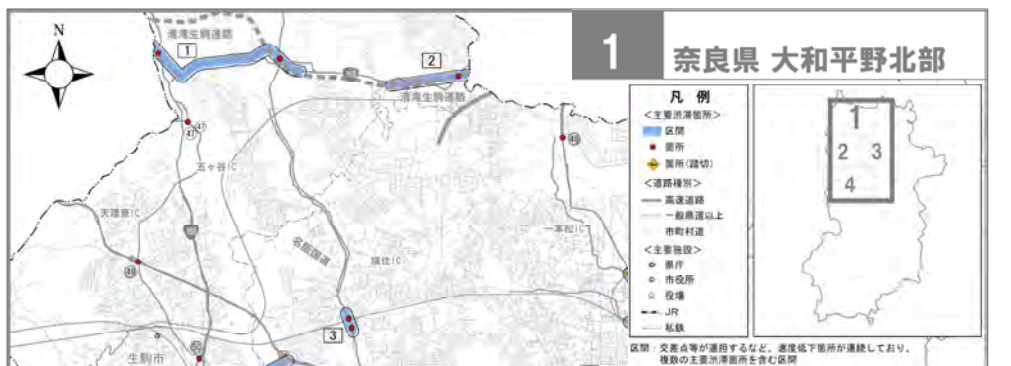 1
奈良県 大和平野北部
N
清滝生駒道路
1
2
清滝生駒道路
47
47
49
五ヶ谷IC
天理東IC
一本松IC
名阪国道
福住IC
49
3
生駒市
凡 例
<主要渋滞箇所>
区間
箇所
箇所(踏切)
<道路種別>
高速道路
一般県道以上
市町村道
<主要施設>
県庁
市役所
役場
JR
私鉄
1
2 3
4
区間:交差点等が連担するなど、速度低下箇所が連続しており、
複数の主要渋滞箇所を含む区間